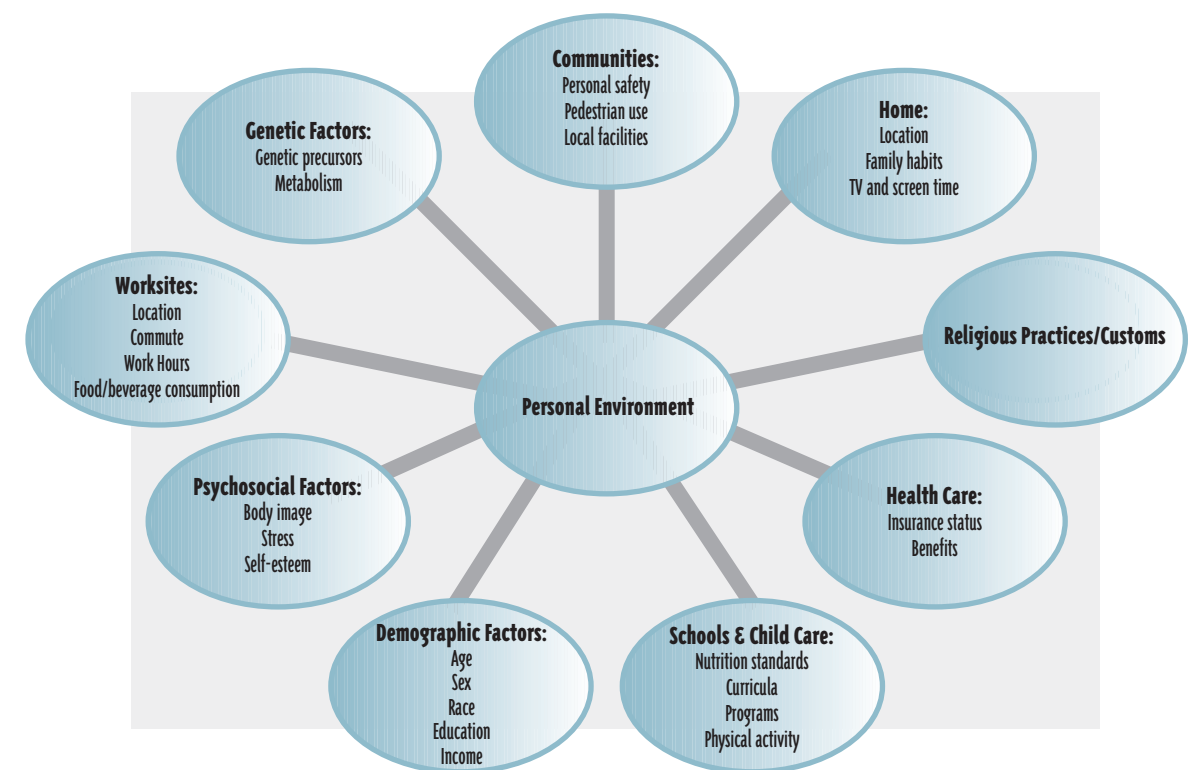 Communities:
Personal safety
Pedestrian use
Local facilities
Home:
Location
Family habits
TV and screen time
Religious Practices/Customs
Health Care:
Insurance status
Benefits
Schools & Child Care:
Nutrition standards
Curricula
Programs
Physical activity
Demographic Factors:
Age
Sex
Race
Education
Income
Psychosocial Factors:
Body image
Stress
Self-esteem
Worksites:
Location
Commute
Work Hours
Food/beverage consumption
Genetic Factors:
Genetic precursors
Metabolism
Personal Environment